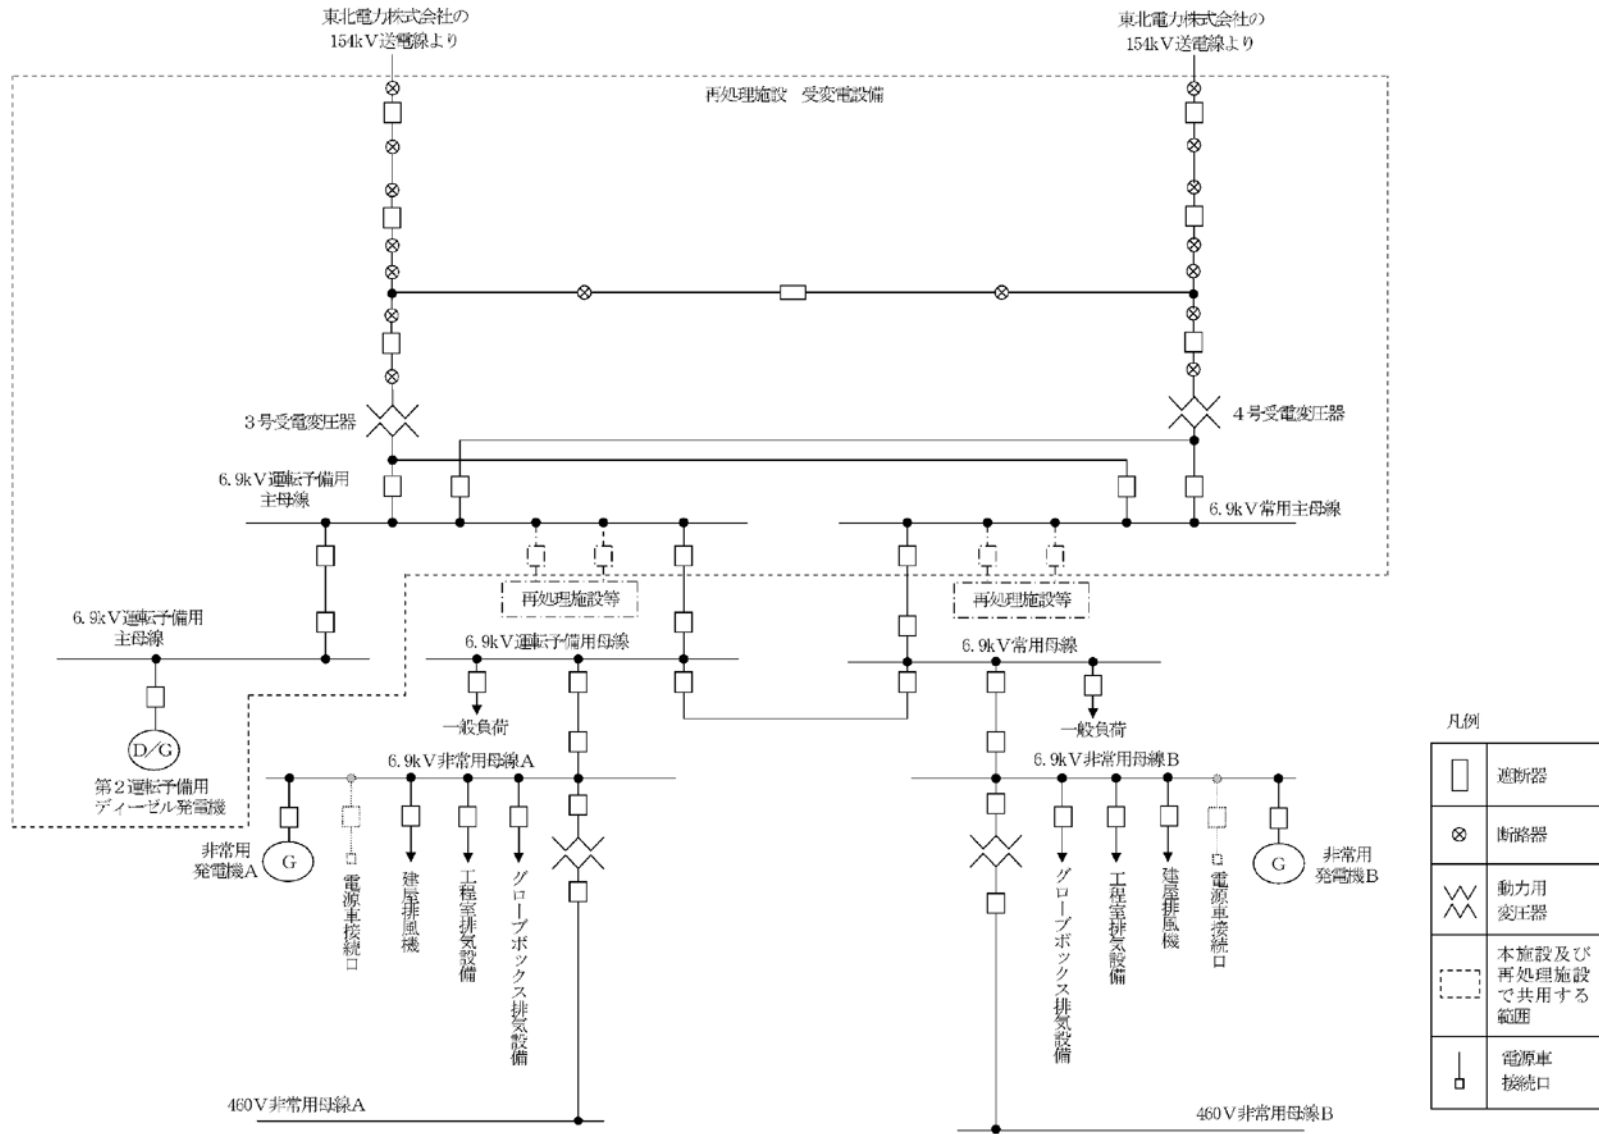 東北電力株式会社の
154kV送電線より
東北電力株式会社の
154kV送電線より
再処理施設　受変電設備
3号受電変圧器
4号受電変圧器
6.9kV運転予備用
主母線
6.9kV常用主母線
再処理施設等
再処理施設等
6.9kV運転予備用
主母線
6.9kV運転予備用母線
6.9kV常用母線
一般負荷
一般負荷
D/G
第2運転予備用
ディーゼル発電機
6.9kV非常用母線A
6.9kV非常用母線B
非常用
発電機A
G
電源車接続口
建屋排風機
工程室排気設備
グローブボックス排気設備
グローブボックス排気設備
工程室排気設備
建屋排風機
電源車接続口
G
非常用
発電機B
460V非常用母線A
460V非常用母線B
凡例
遮断器
断路器
動力用
変圧器
本施設及び
再処理施設
で共用する
範囲
電源車
接続口